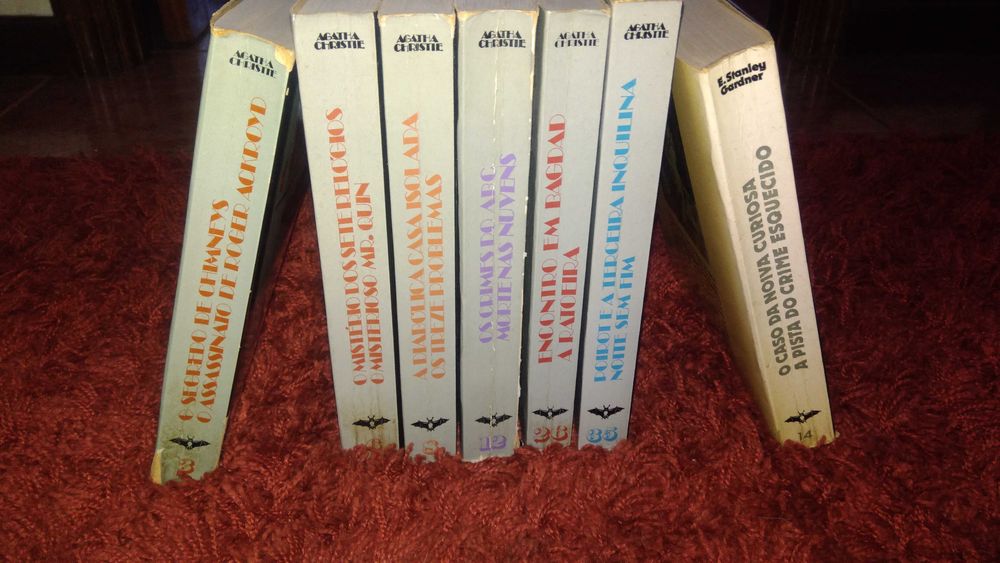 AGATHA
CHRISTIE
O SEGREDO DE CHIMNEYS
O ASSASSINATO DE ROGER ACKROYD
3
AGATHA
CHRISTIE
O MISTÉRIO DOS SETE RELÓGIOS
O MISTERIOSO MR. QUIN
AGATHA
CHRISTIE
A DIABÓLICA CASA ISOLADA
OS TREZE PROBLEMAS
AGATHA
CHRISTIE
OS CRIMES DO ABC
MORTE NAS NUVENS
12
AGATHA
CHRISTIE
ENCONTRO EM BAGDAD
A RATOEIRA
26
AGATHA
CHRISTIE
POIROT E A TERCEIRA INQUILINA
NOITE SEM FIM
35
E. Stanley
Gardner
O CASO DA NOIVA CURIOSA
A PISTA DO CRIME ESQUECIDO
14